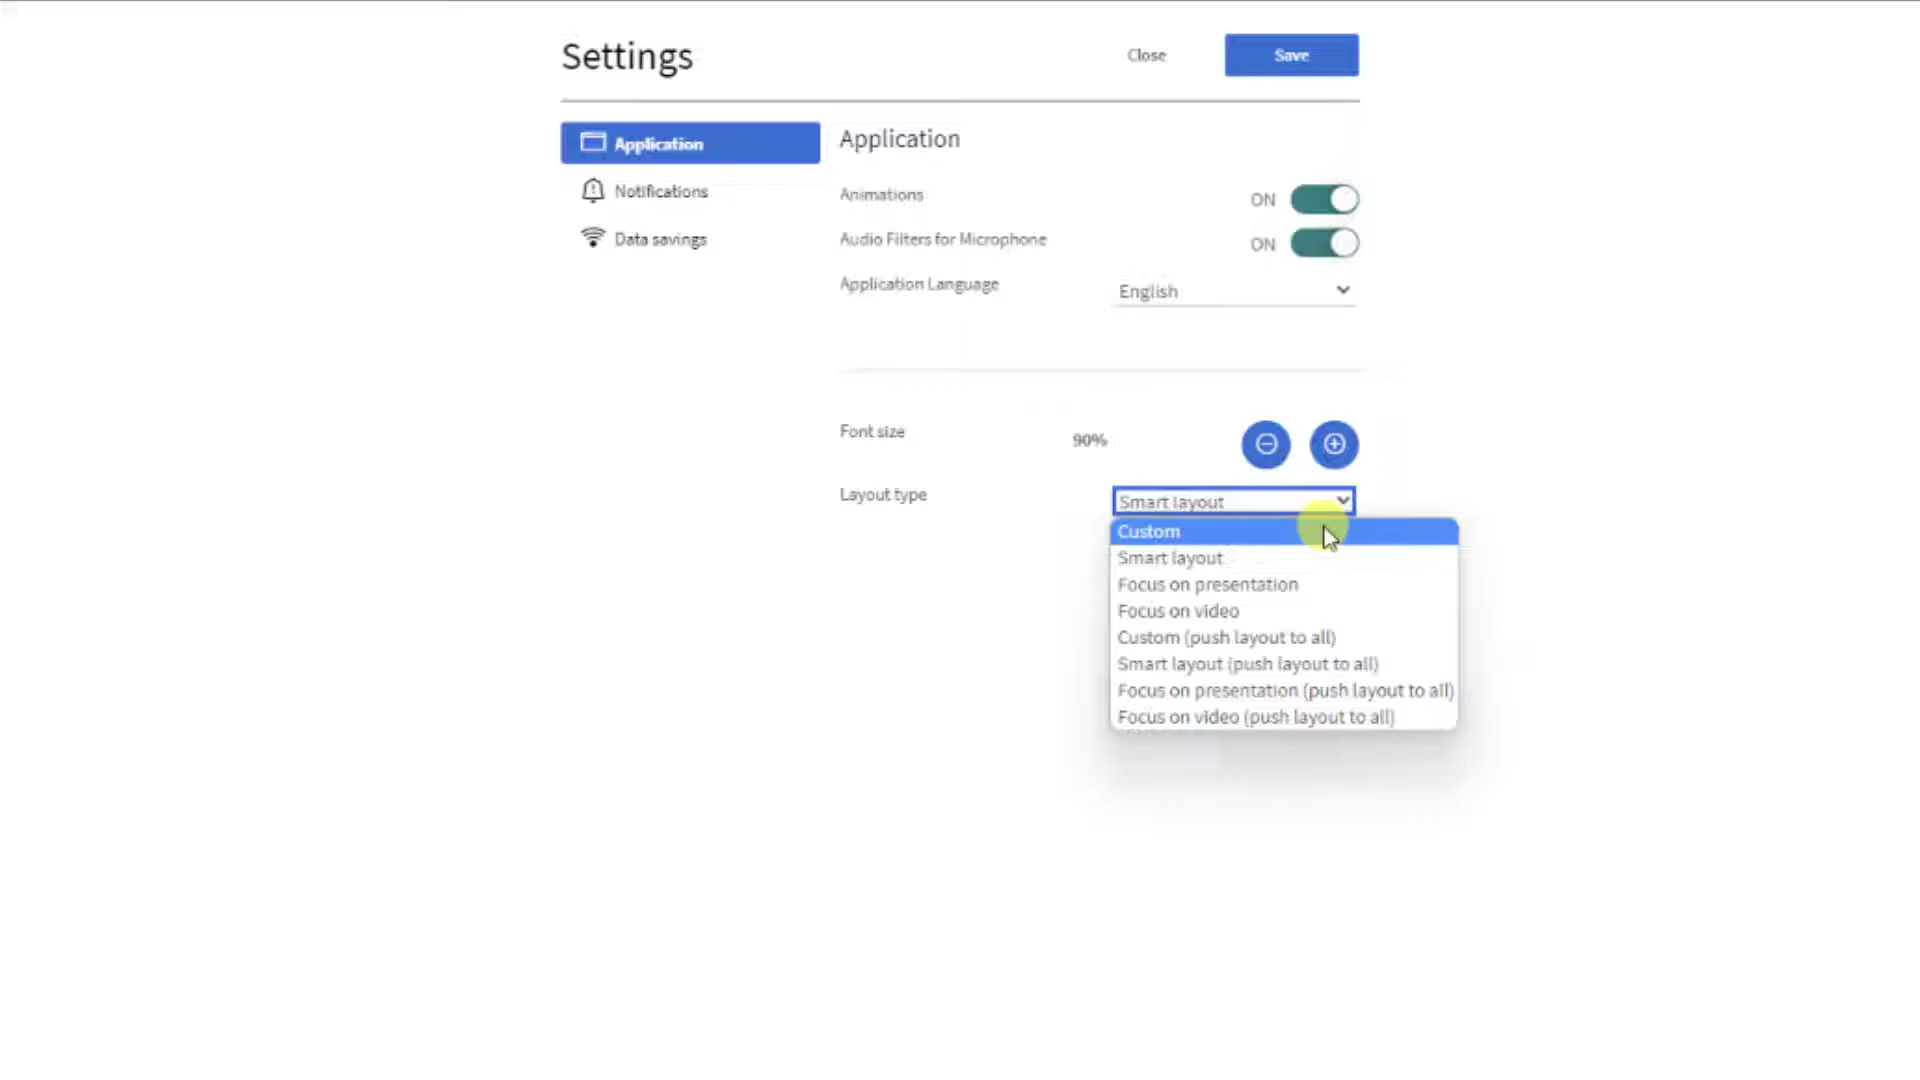 Settings
Close
Save
Application
Notifications
Data savings
Application
Animations
ON
Audio Filters for Microphone
ON
Application Language
English
Font size
90%
Layout type
Smart layout
Custom
Smart layout
Focus on presentation
Focus on video
Custom (push layout to all)
Smart layout (push layout to all)
Focus on presentation (push layout to all)
Focus on video (push layout to all)